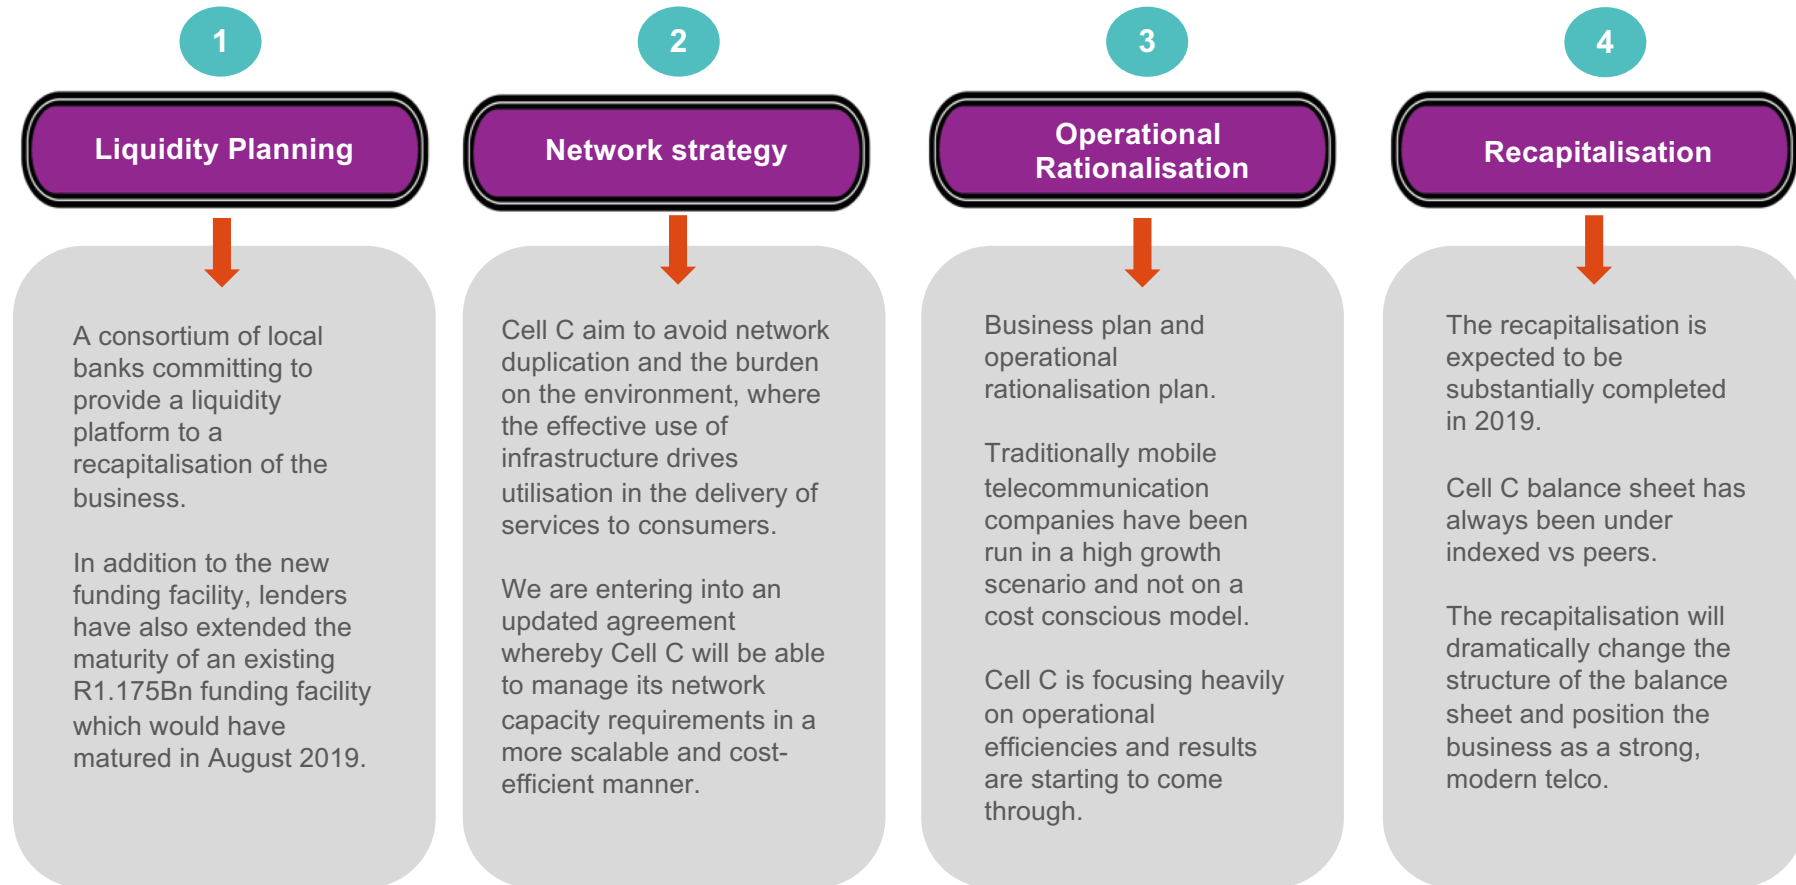 1
Liquidity Planning
A consortium of local
banks committing to
provide a liquidity
platform to a
recapitalisation of the
business.
In addition to the new
funding facility, lenders
have also extended the
maturity of an existing
R1.175Bn funding facility
which would have
matured in August 2019.
2
Network strategy
Cell C aim to avoid network
duplication and the burden
on the environment, where
the effective use of
infrastructure drives
utilisation in the delivery of
services to consumers.
We are entering into an
updated agreement
whereby Cell C will be able
to manage its network
capacity requirements in a
more scalable and cost-
efficient manner.
3
Operational
Rationalisation
Business plan and
operational
rationalisation plan.
Traditionally mobile
telecommunication
companies have been
run in a high growth
scenario and not on a
cost conscious model.
Cell C is focusing heavily
on operational
efficiencies and results
are starting to come
through.
4
Recapitalisation
The recapitalisation is
expected to be
substantially completed
in 2019.
Cell C balance sheet has
always been under
indexed vs peers.
The recapitalisation will
dramatically change the
structure of the balance
sheet and position the
business as a strong,
modern telco.